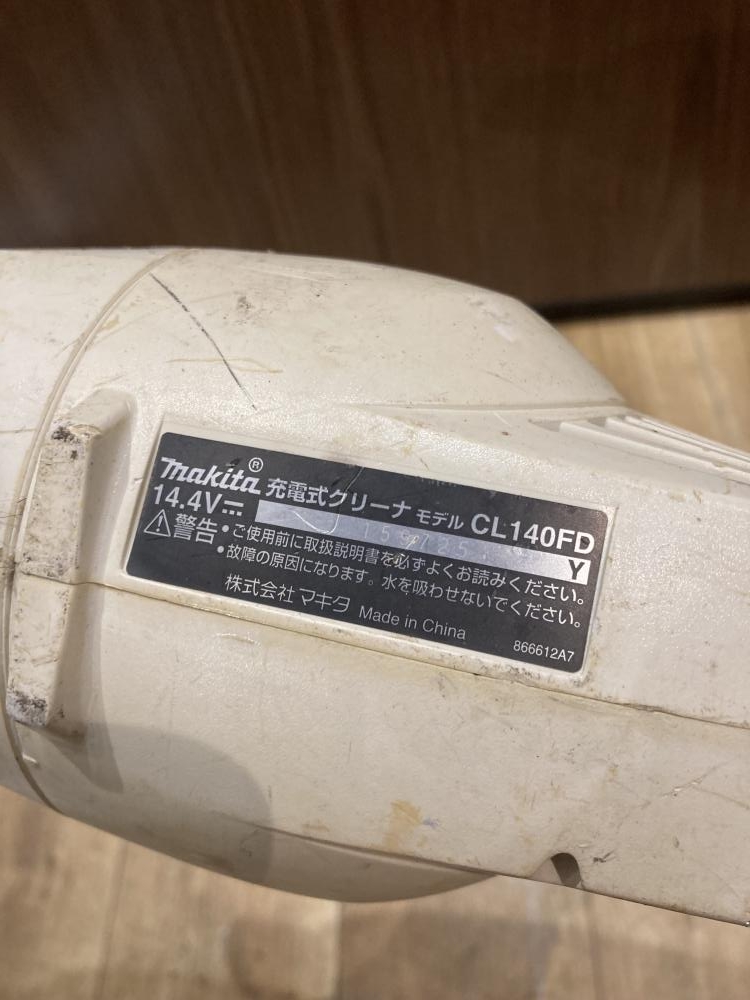 makita® 充電式クリーナ モデル CL140FD
14.4V⎓ Y
⚠警告 •ご使用前に取扱説明書を必ずよくお読みください。
•故障の原因になります。水を吸わせないでください。
株式会社 マキタ Made in China
866612A7